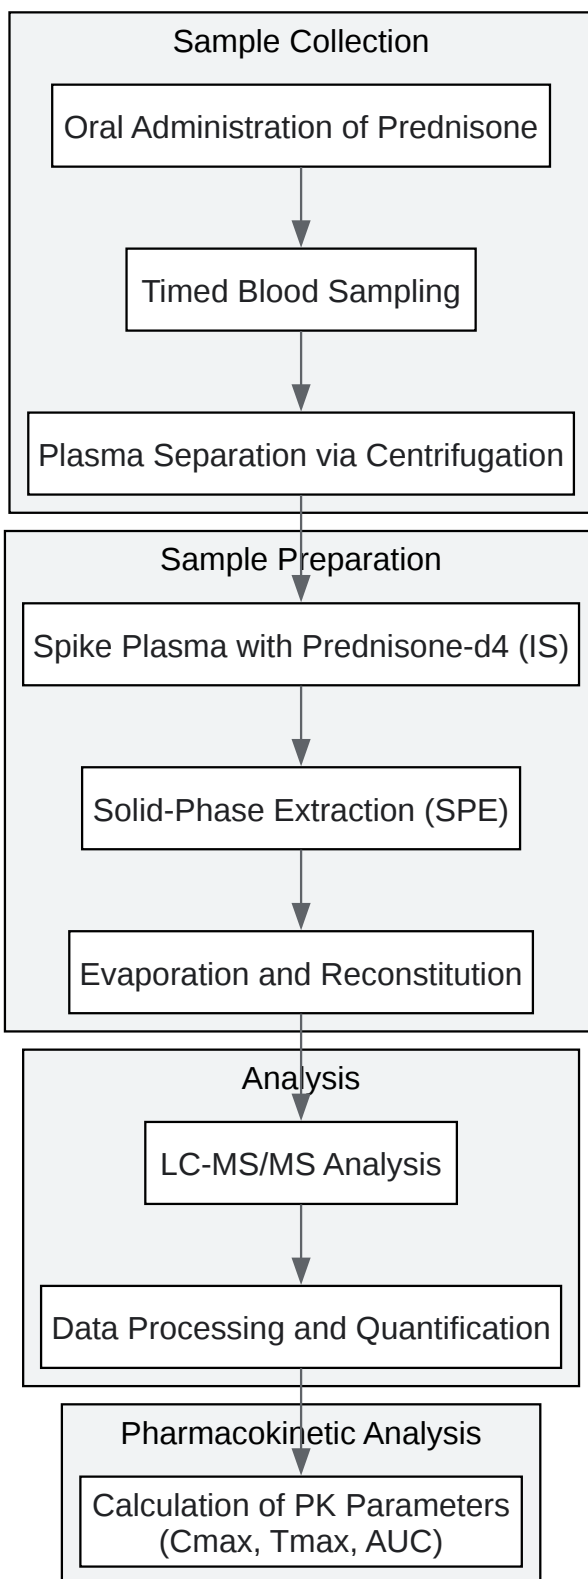 Sample Collection
Oral Administration of Prednisone
Timed Blood Sampling
Plasma Separation via Centrifugation
Sample Preparation
Spike Plasma with Prednisone-d4 (IS)
Solid-Phase Extraction (SPE)
Evaporation and Reconstitution
Analysis
LC-MS/MS Analysis
Data Processing and Quantification
Pharmacokinetic Analysis
Calculation of PK Parameters
(Cmax, Tmax, AUC)